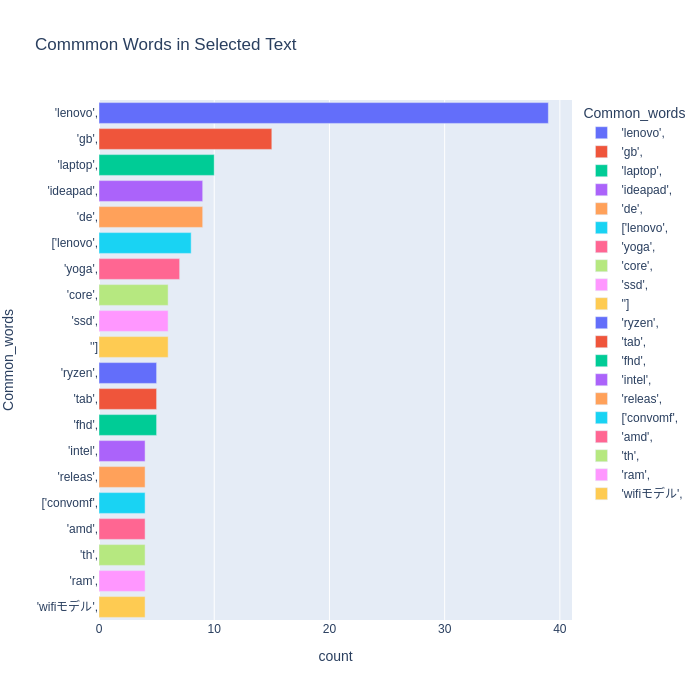 Commmon Words in Selected Text
Common_words
'lenovo',
'gb',
'laptop',
'ideapad',
'de',
['lenovo',
'yoga',
'core',
'ssd',
'']
'ryzen',
'tab',
'fhd',
'intel',
'releas',
['convomf',
'amd',
'th',
'ram',
'wifiモデル',
0 10 20 30 40
count
Common_words
'lenovo',
'gb',
'laptop',
'ideapad',
'de',
['lenovo',
'yoga',
'core',
'ssd',
'']
'ryzen',
'tab',
'fhd',
'intel',
'releas',
['convomf',
'amd',
'th',
'ram',
'wifiモデル',